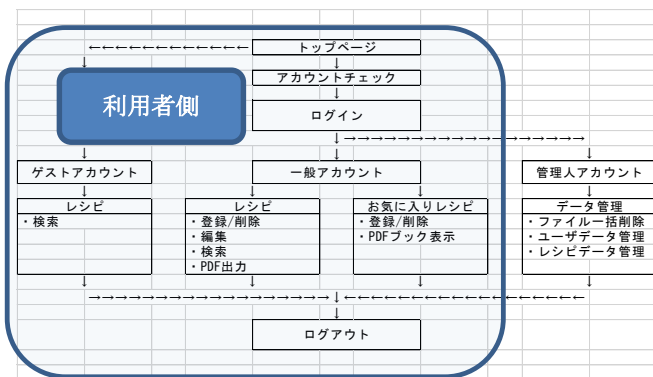 ←←←←←←←←←←←← トップページ
↓ ↓
アカウントチェック
↓
利用者側
ログイン
↓→→→→→→→→→→→→→→→→→→
↓ ↓ ↓
ゲストアカウント 一般アカウント 管理人アカウント
↓ ↓ ↓ ↓
レシピ レシピ お気に入りレシピ データ管理
・検索 ・登録/削除 ・登録/削除 ・ファイル一括削除
・編集 ・PDFブック表示 ・ユーザデータ管理
・検索 ・レシピデータ管理
・PDF出力
↓ ↓ ↓ ↓
→→→→→→→→→→→→→→→→→→↓←←←←←←←←←←←←←←←←←←
ログアウト